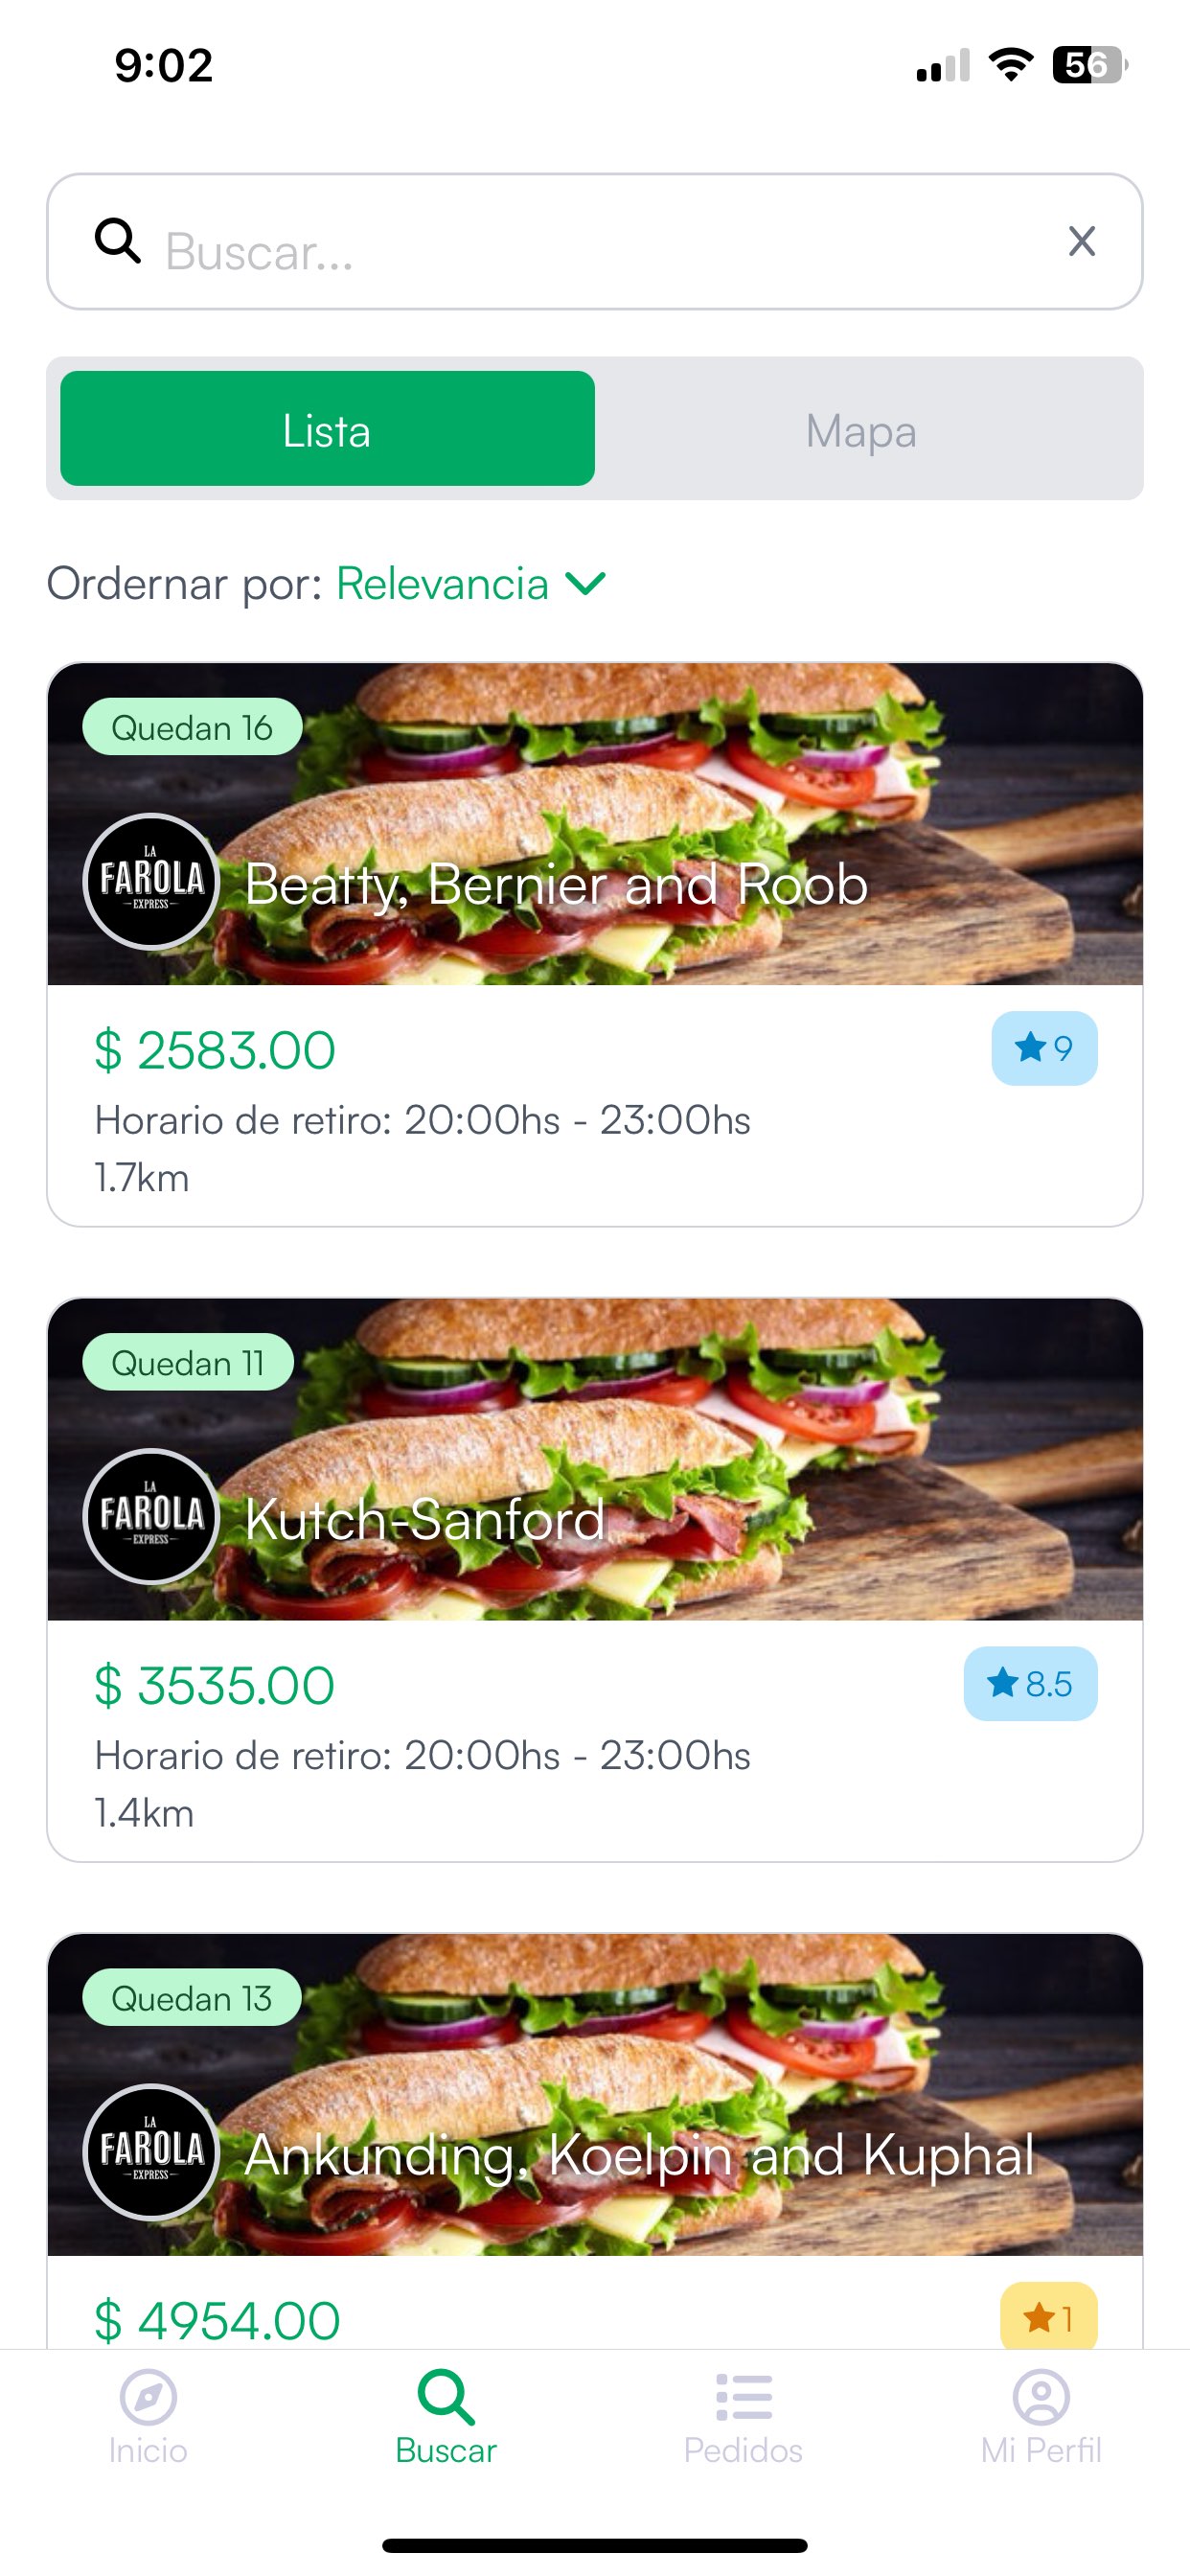 9:02
56
Buscar...
Lista
Mapa
Ordernar por: Relevancia
Quedan 16
LA
FAROLA
EXPRESS
Beatty, Bernier and Roob
$ 2583.00
9
Horario de retiro: 20:00hs - 23:00hs
1.7km
Quedan 11
LA
FAROLA
EXPRESS
Kutch-Sanford
$ 3535.00
8.5
Horario de retiro: 20:00hs - 23:00hs
1.4km
Quedan 13
LA
FAROLA
EXPRESS
Ankunding, Koelpin and Kuphal
$ 4954.00
1
Inicio
Buscar
Pedidos
Mi Perfil